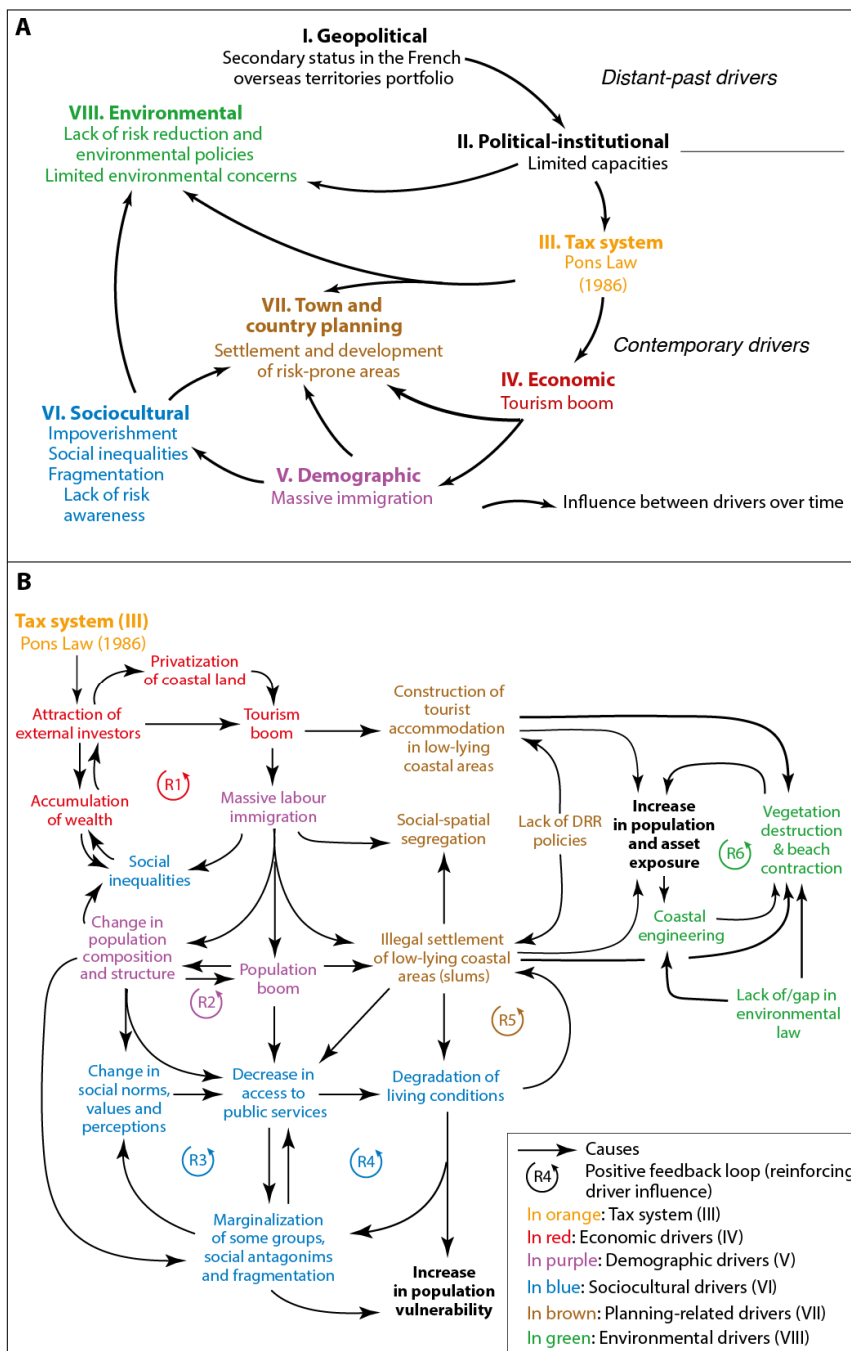 A
I. Geopolitical
Secondary status in the French
overseas territories portfolio
Distant-past drivers
VIII. Environmental
Lack of risk reduction and
environmental policies
Limited environmental concerns
II. Political-institutional
Limited capacities
III. Tax system
Pons Law
(1986)
VII. Town and
country planning
Settlement and development
of risk-prone areas
Contemporary drivers
IV. Economic
Tourism boom
VI. Sociocultural
Impoverishment
Social inequalities
Fragmentation
Lack of risk
awareness
V. Demographic
Massive immigration
Influence between drivers over time
B
Tax system (III)
Pons Law (1986)
Privatization
of coastal land
Attraction of
external investors
Tourism
boom
Construction of
tourist
accommodation
in low-lying
coastal areas
R1
Accumulation
of wealth
Massive labour
immigration
Social-spatial
segregation
Lack of DRR
policies
Increase
in population
and asset
exposure
R6
Vegetation
destruction
& beach
contraction
Social
inequalities
Change in
population
composition
and structure
R2
Population
boom
Illegal settlement
of low-lying coastal
areas (slums)
Coastal
engineering
R5
Lack of/gap in
environmental
law
Change in
social norms,
values and
perceptions
Decrease in
access to
public services
Degradation of
living conditions
R3
R4
Marginalization
of some groups,
social antagonims
and fragmentation
Increase
in population
vulnerability
Causes
R4
Positive feedback loop (reinforcing
driver influence)
In orange: Tax system (III)
In red: Economic drivers (IV)
In purple: Demographic drivers (V)
In blue: Sociocultural drivers (VI)
In brown: Planning-related drivers (VII)
In green: Environmental drivers (VIII)